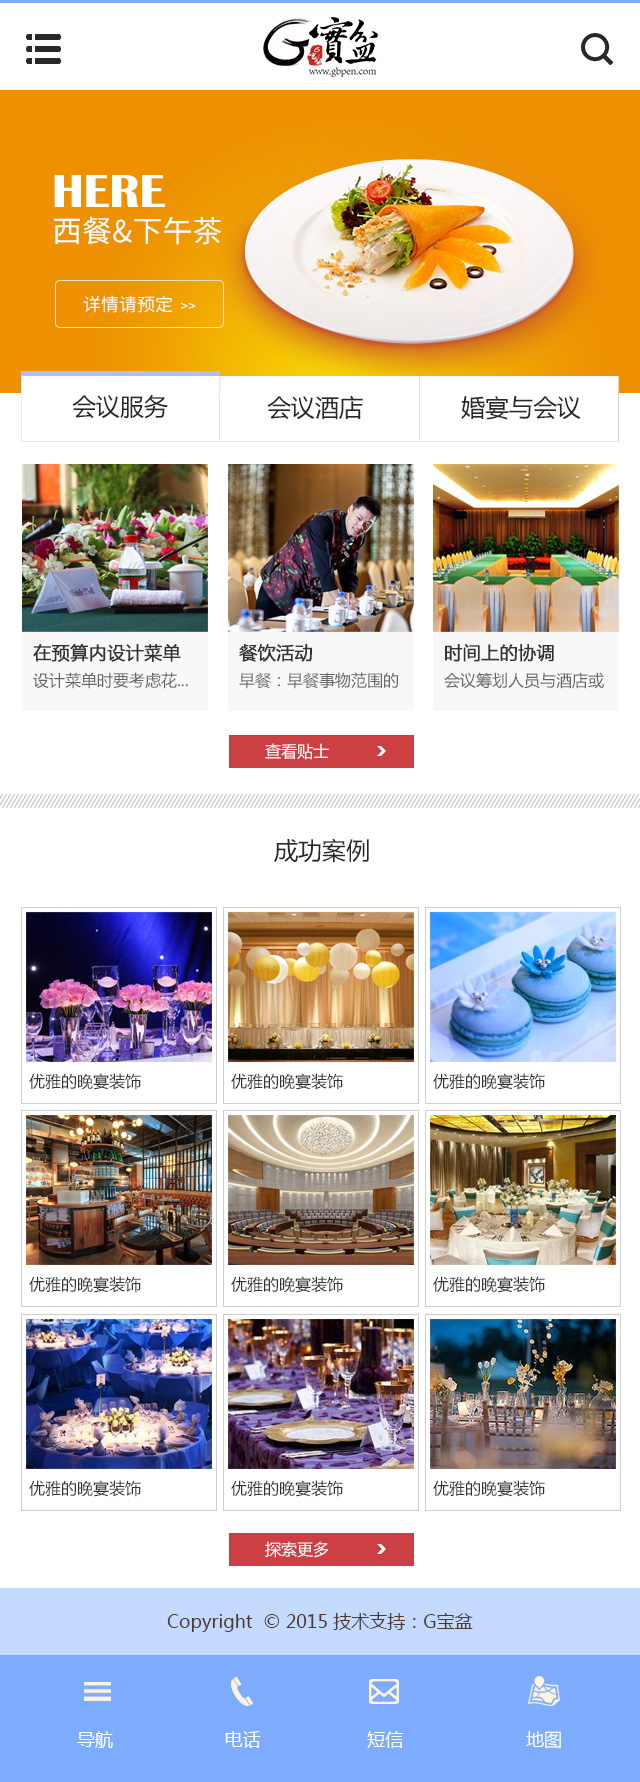 G寶盆
www.gbpen.com
HERE
西餐&下午茶
详情请预定 >>
会议服务
会议酒店
婚宴与会议
在预算内设计菜单
设计菜单时要考虑花...
餐饮活动
早餐：早餐事物范围的
时间上的协调
会议筹划人员与酒店或
查看贴士
成功案例
优雅的晚宴装饰
优雅的晚宴装饰
优雅的晚宴装饰
优雅的晚宴装饰
优雅的晚宴装饰
优雅的晚宴装饰
优雅的晚宴装饰
优雅的晚宴装饰
优雅的晚宴装饰
探索更多
Copyright © 2015 技术支持：G宝盆
导航
电话
短信
地图